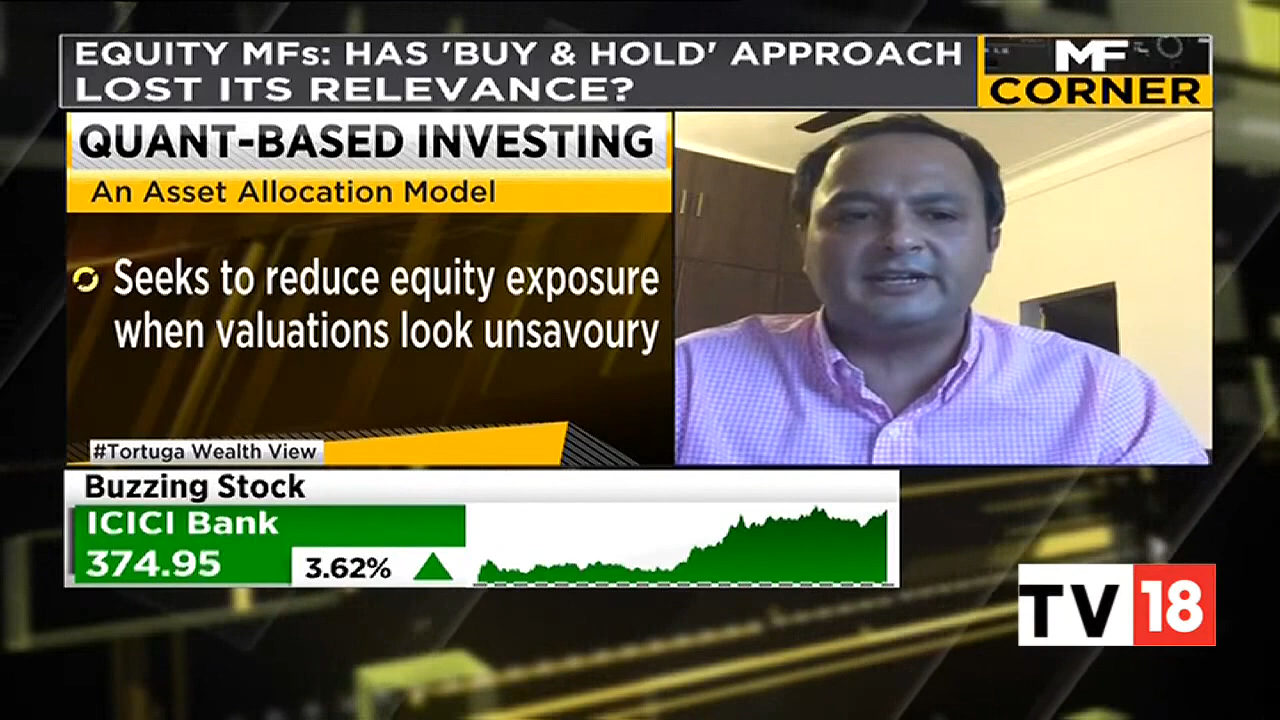 EQUITY MFs: HAS 'BUY & HOLD' APPROACH
LOST ITS RELEVANCE?
MF
CORNER
QUANT-BASED INVESTING
An Asset Allocation Model
Seeks to reduce equity exposure
when valuations look unsavoury
#Tortuga Wealth View
Buzzing Stock
ICICI Bank
374.95
3.62%
TV18